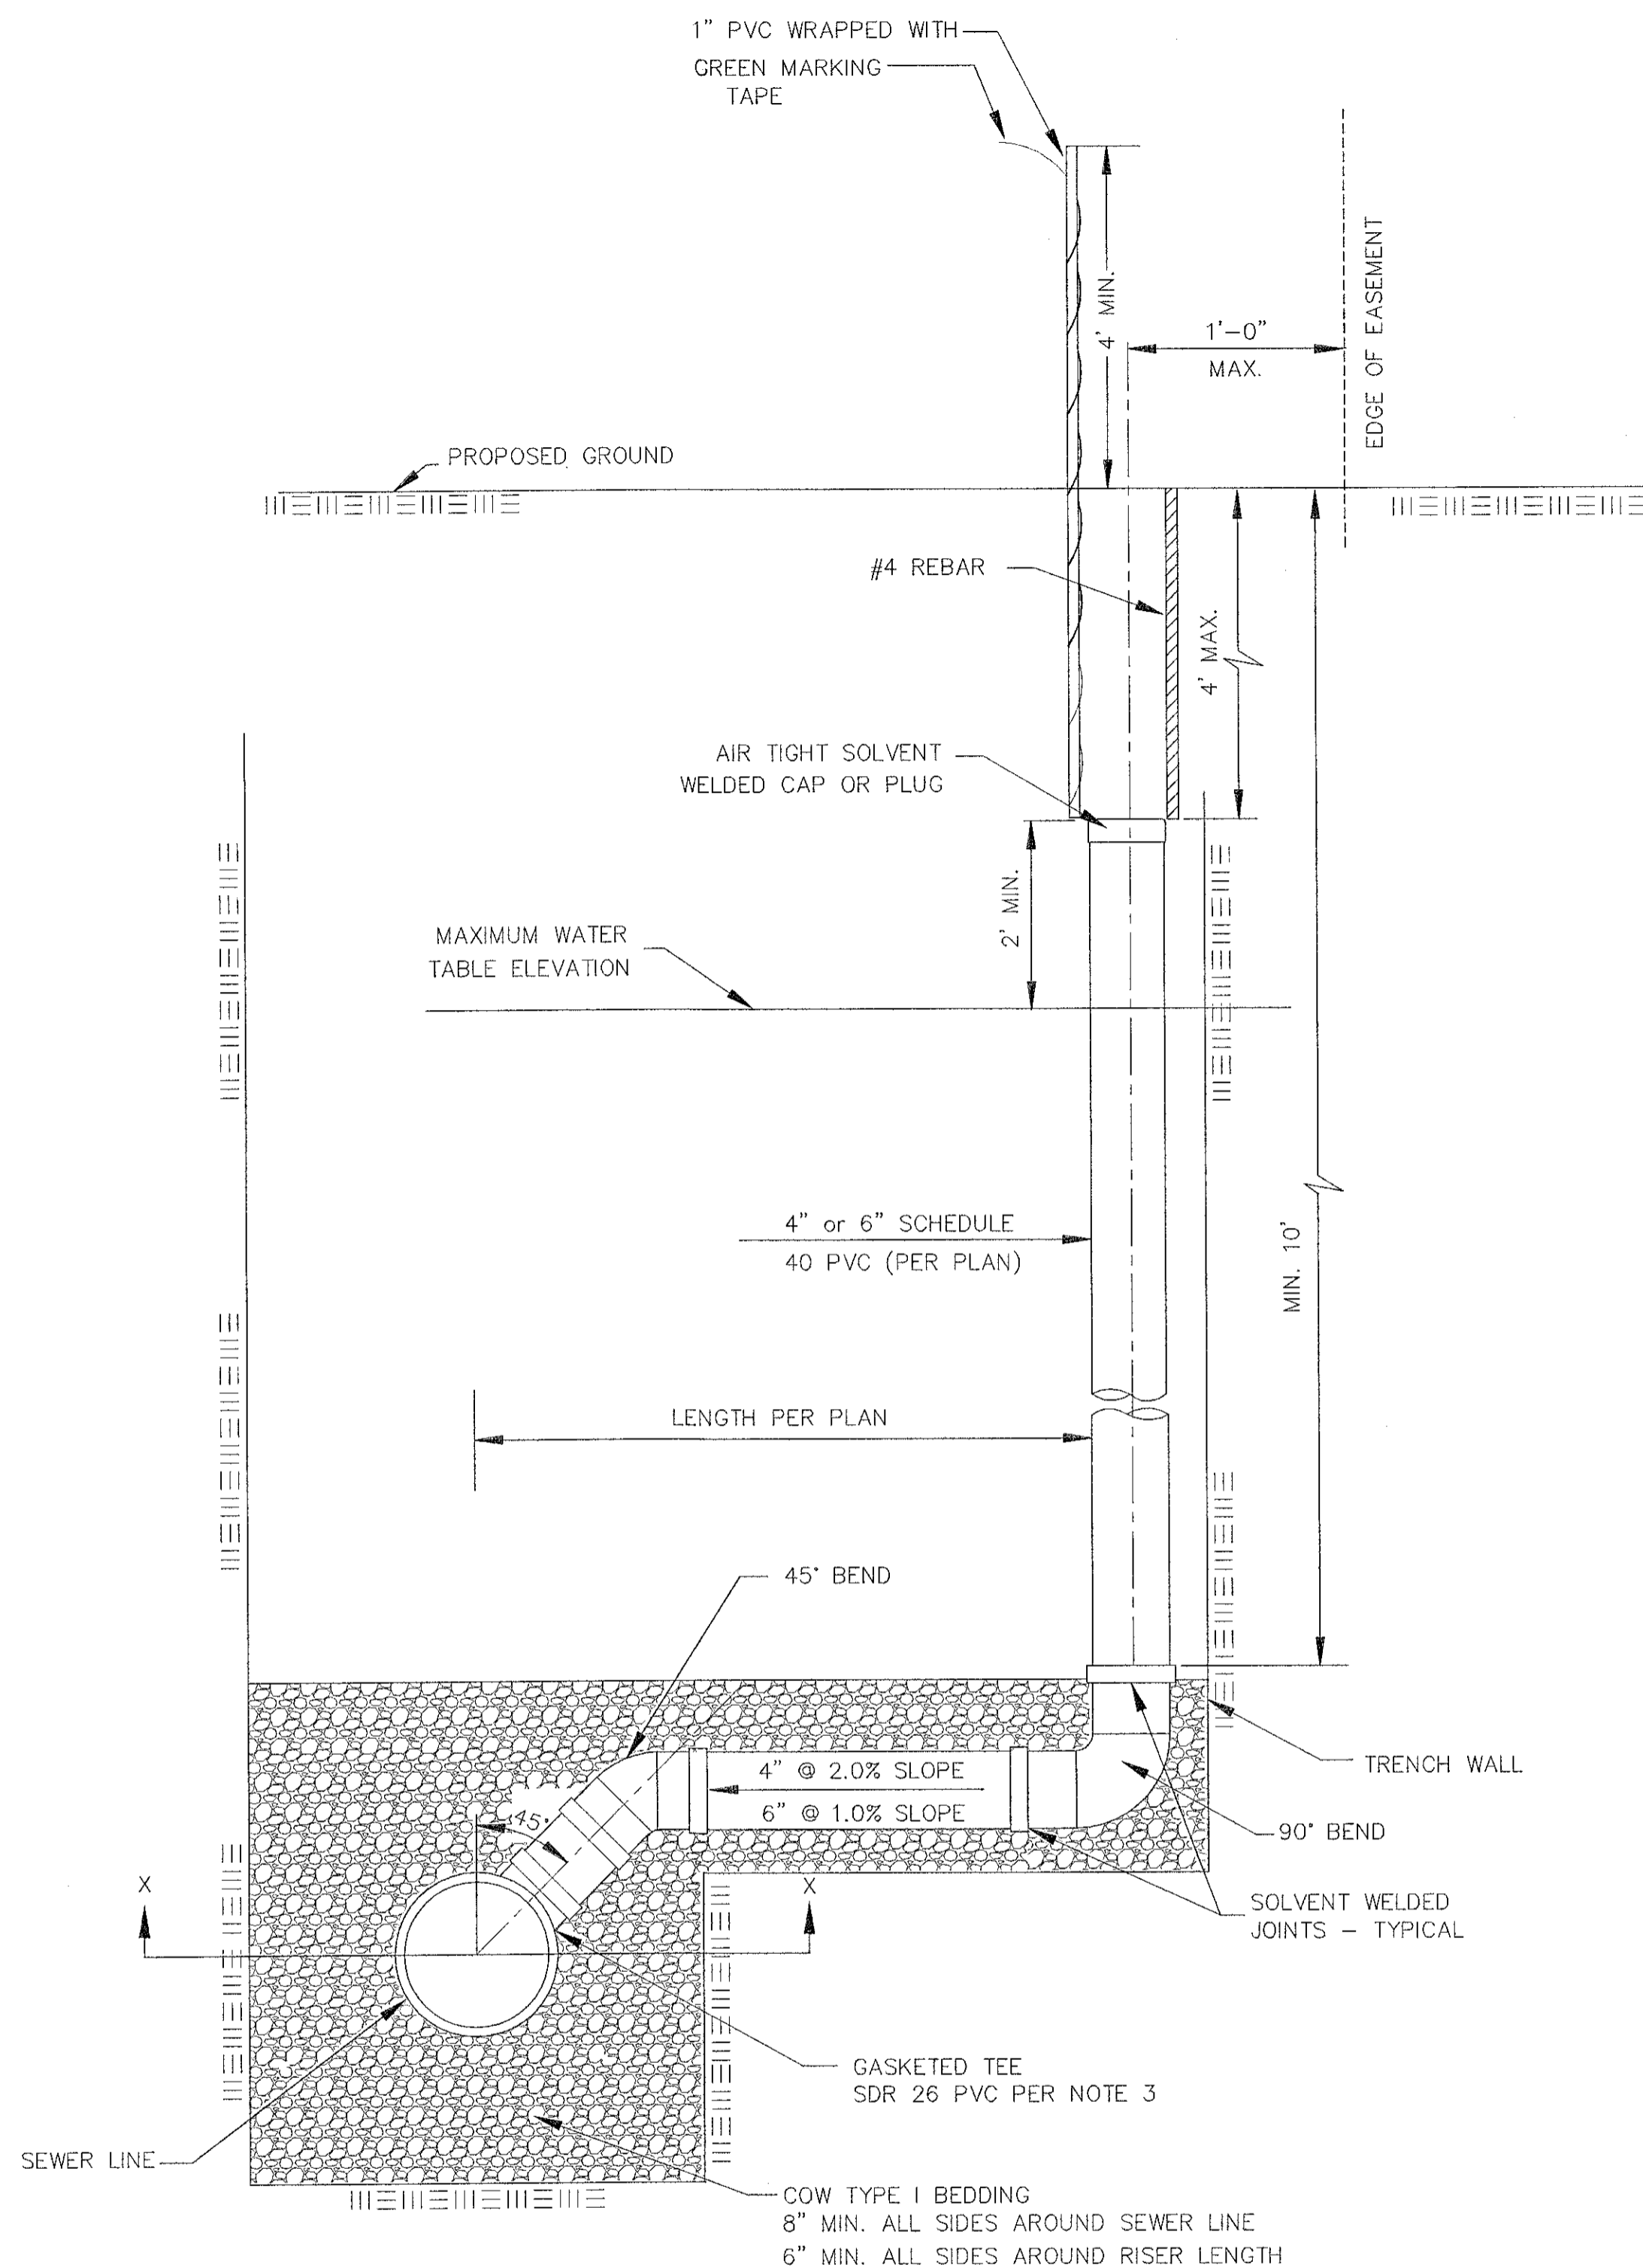 1" PVC WRAPPED WITH
GREEN MARKING
TAPE
4' MIN.
1'-0"
MAX.
EDGE OF EASEMENT
PROPOSED GROUND
#4 REBAR
4' MAX.
AIR TIGHT SOLVENT
WELDED CAP OR PLUG
2' MIN.
MAXIMUM WATER
TABLE ELEVATION
4" or 6" SCHEDULE
40 PVC (PER PLAN)
MIN. 10'
LENGTH PER PLAN
45° BEND
4" @ 2.0% SLOPE
6" @ 1.0% SLOPE
TRENCH WALL
45°
90° BEND
X
X
SOLVENT WELDED
JOINTS - TYPICAL
GASKETED TEE
SDR 26 PVC PER NOTE 3
SEWER LINE
COW TYPE I BEDDING
8" MIN. ALL SIDES AROUND SEWER LINE
6" MIN. ALL SIDES AROUND RISER LENGTH